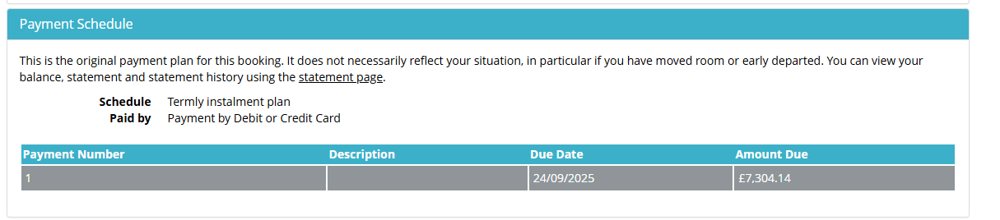 Payment Schedule
This is the original payment plan for this booking. It does not necessarily reflect your situation, in particular if you have moved room or early departed. You can view your
balance, statement and statement history using the statement page.
Schedule Termly instalment plan
Paid by Payment by Debit or Credit Card
Payment Number Description Due Date Amount Due
1 24/09/2025 £7,304.14